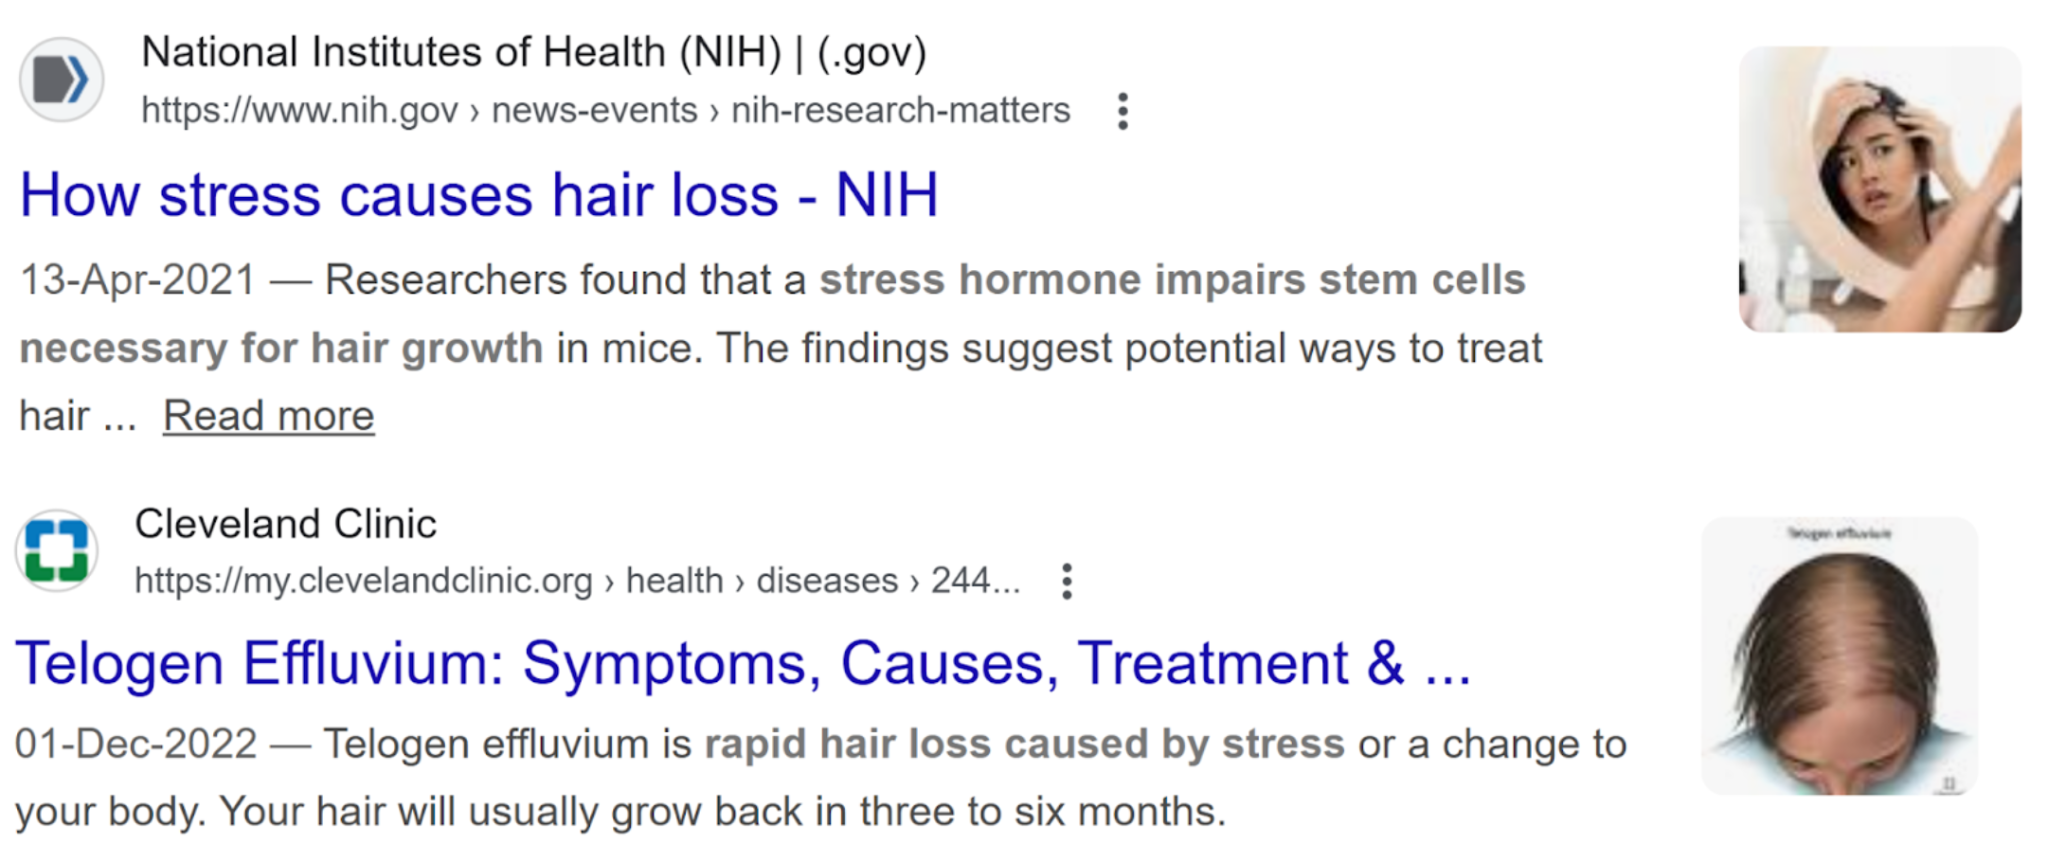 National Institutes of Health (NIH) | (.gov)
https://www.nih.gov › news-events › nih-research-matters
How stress causes hair loss - NIH
13-Apr-2021 — Researchers found that a stress hormone impairs stem cells
necessary for hair growth in mice. The findings suggest potential ways to treat
hair ... Read more
Cleveland Clinic
https://my.clevelandclinic.org › health › diseases › 244...
Telogen effluvium
Telogen Effluvium: Symptoms, Causes, Treatment & ...
01-Dec-2022 — Telogen effluvium is rapid hair loss caused by stress or a change to
your body. Your hair will usually grow back in three to six months.